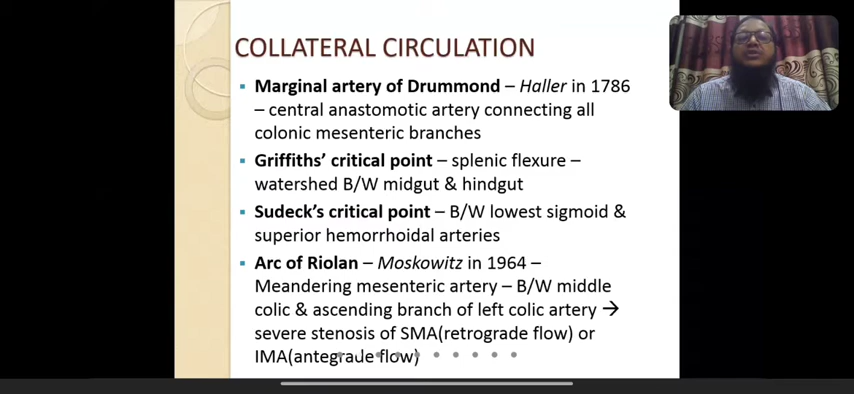 COLLATERAL CIRCULATION
▪ Marginal artery of Drummond – Haller in 1786
– central anastomotic artery connecting all
colonic mesenteric branches
▪ Griffiths' critical point – splenic flexure –
watershed B/W midgut & hindgut
▪ Sudeck's critical point – B/W lowest sigmoid &
superior hemorrhoidal arteries
▪ Arc of Riolan – Moskowitz in 1964 –
Meandering mesenteric artery – B/W middle
colic & ascending branch of left colic artery →
severe stenosis of SMA(retrograde flow) or
IMA(antegrade flow)